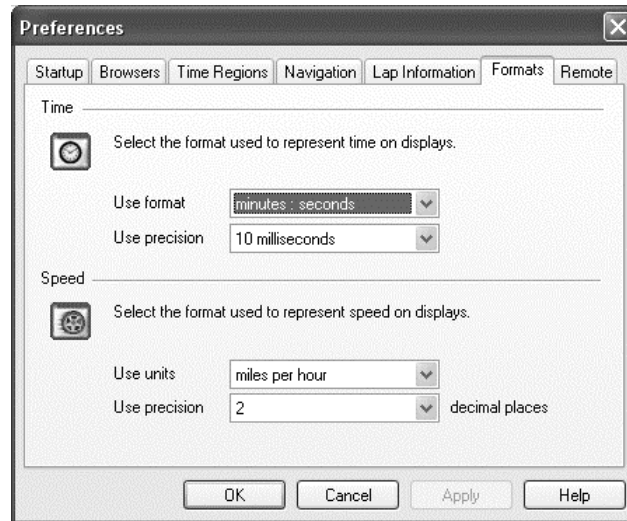 Preferences
Startup Browsers Time Regions Navigation Lap Information Formats Remote
Time
Select the format used to represent time on displays.
Use format minutes : seconds
Use precision 10 milliseconds
Speed
Select the format used to represent speed on displays.
Use units miles per hour
Use precision 2 decimal places
OK Cancel Apply Help